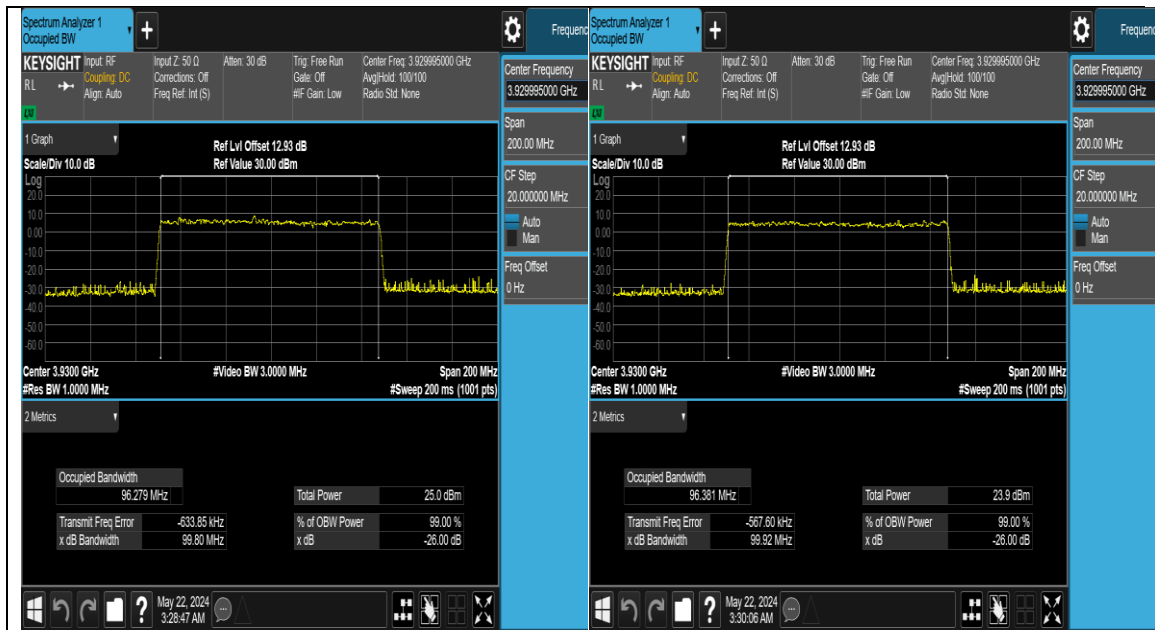 Spectrum Analyzer 1
Occupied BW
+
Frequenc
KEYSIGHT
R L
LXI
Input: RF
Coupling: DC
Align: Auto
Input Z: 50 Ω
Corrections: Off
Freq Ref: Int (S)
Atten: 30 dB
Trig: Free Run
Gate: Off
#IF Gain: Low
Center Freq: 3.929995000 GHz
Avg|Hold: 100/100
Radio Std: None
Center Frequency
3.929995000 GHz
Span
200.00 MHz
CF Step
20.000000 MHz
Auto
Man
Freq Offset
0 Hz
1 Graph
Scale/Div 10.0 dB
Ref Lvl Offset 12.93 dB
Ref Value 30.00 dBm
Log
20.0
10.0
0.00
-10.0
-20.0
-30.0
-40.0
-50.0
-60.0
Center 3.9300 GHz
#Res BW 1.0000 MHz
#Video BW 3.0000 MHz
Span 200 MHz
#Sweep 200 ms (1001 pts)
2 Metrics
Occupied Bandwidth
96.279 MHz
Transmit Freq Error -633.85 kHz
x dB Bandwidth 99.80 MHz
Total Power 25.0 dBm
% of OBW Power 99.00 %
x dB -26.00 dB
?
May 22, 2024
3:28:47 AM
Spectrum Analyzer 1
Occupied BW
+
Frequenc
KEYSIGHT
R L
LXI
Input: RF
Coupling: DC
Align: Auto
Input Z: 50 Ω
Corrections: Off
Freq Ref: Int (S)
Atten: 30 dB
Trig: Free Run
Gate: Off
#IF Gain: Low
Center Freq: 3.929995000 GHz
Avg|Hold: 100/100
Radio Std: None
Center Frequency
3.929995000 GHz
Span
200.00 MHz
CF Step
20.000000 MHz
Auto
Man
Freq Offset
0 Hz
1 Graph
Scale/Div 10.0 dB
Ref Lvl Offset 12.93 dB
Ref Value 30.00 dBm
Log
20.0
10.0
0.00
-10.0
-20.0
-30.0
-40.0
-50.0
-60.0
Center 3.9300 GHz
#Res BW 1.0000 MHz
#Video BW 3.0000 MHz
Span 200 MHz
#Sweep 200 ms (1001 pts)
2 Metrics
Occupied Bandwidth
96.381 MHz
Transmit Freq Error -567.60 kHz
x dB Bandwidth 99.92 MHz
Total Power 23.9 dBm
% of OBW Power 99.00 %
x dB -26.00 dB
?
May 22, 2024
3:30:06 AM